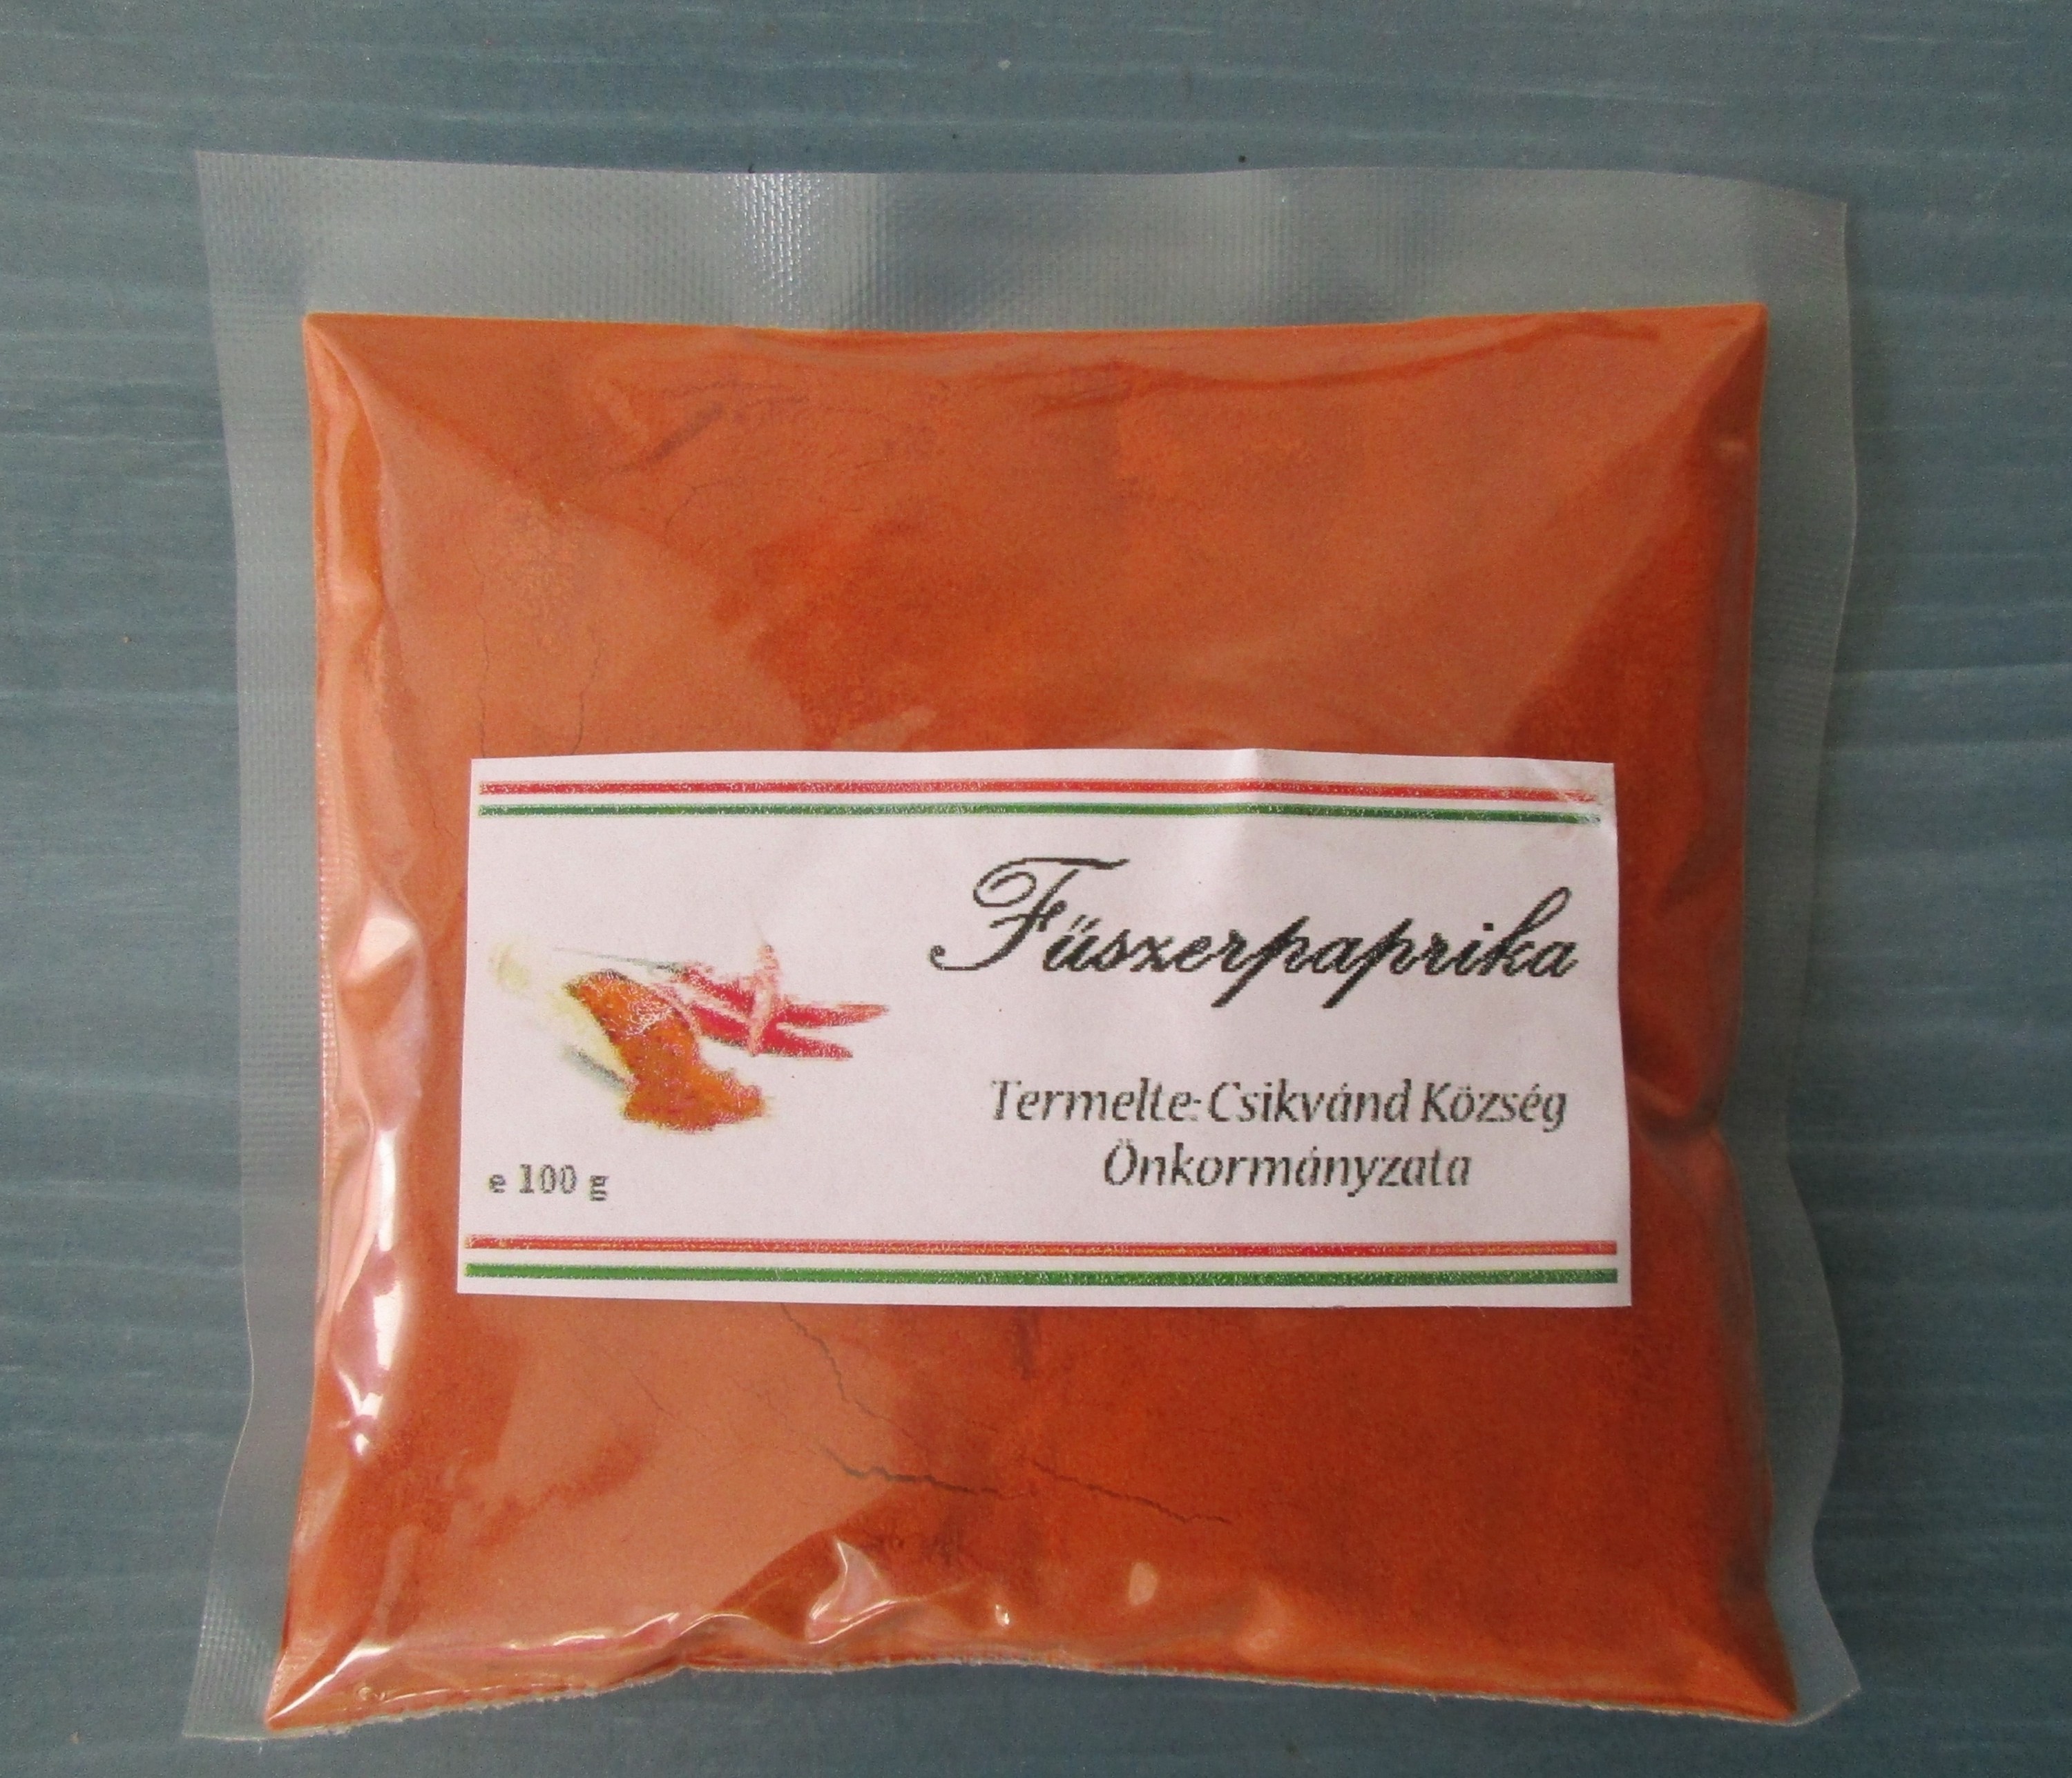 Fűszerpaprika
Termelte: Csikvánd Község
Önkormányzata
e 100 g